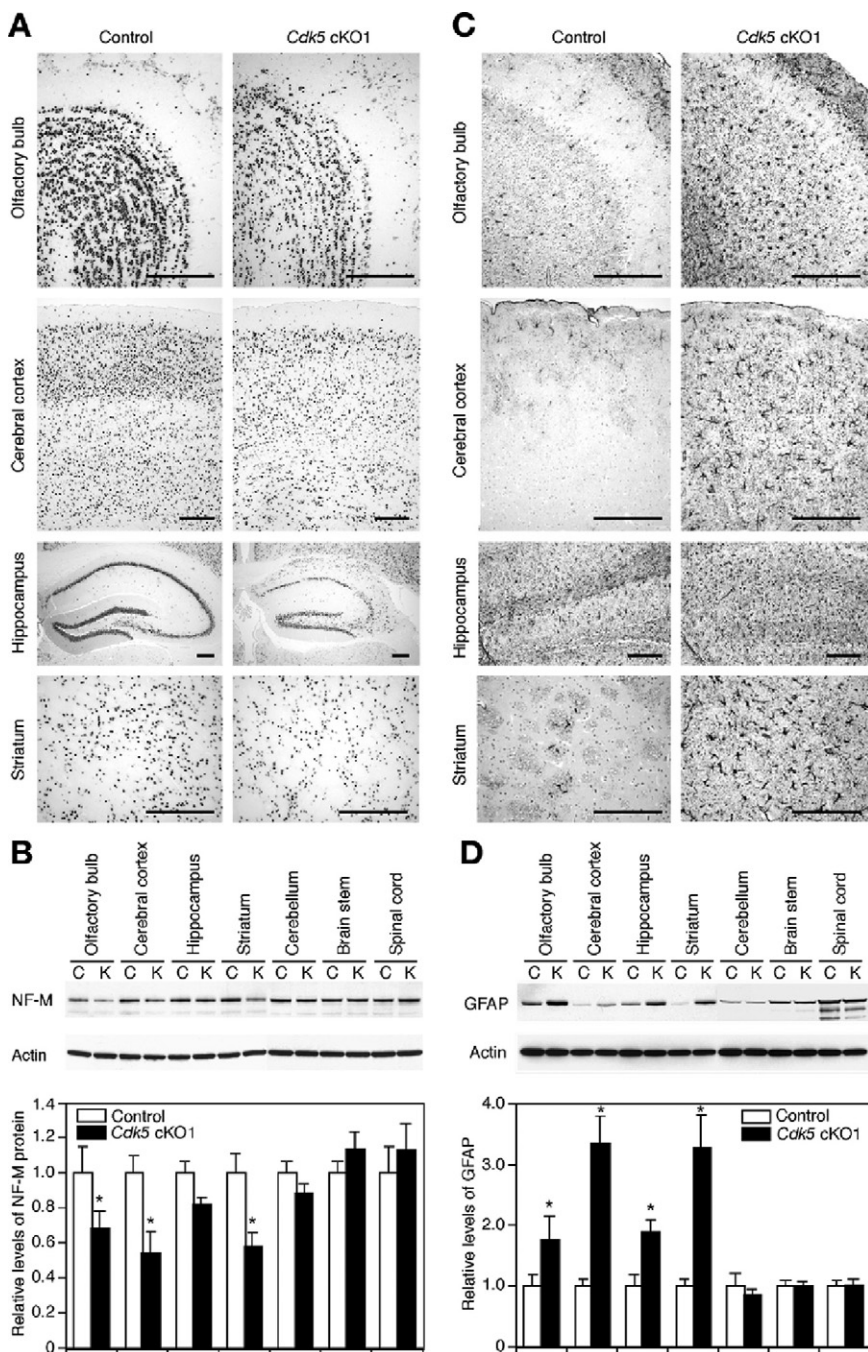 A
Control
Cdk5 cKO1
Olfactory bulb
Cerebral cortex
Hippocampus
Striatum
C
Control
Cdk5 cKO1
Olfactory bulb
Cerebral cortex
Hippocampus
Striatum
B
Olfactory bulb
Cerebral cortex
Hippocampus
Striatum
Cerebellum
Brain stem
Spinal cord
C K C K C K C K C K C K C K
NF-M
Actin
Relative levels of NF-M protein
1.4
1.2
1.0
0.8
0.6
0.4
0.2
0
Control
Cdk5 cKO1
* * *
D
Olfactory bulb
Cerebral cortex
Hippocampus
Striatum
Cerebellum
Brain stem
Spinal cord
C K C K C K C K C K C K C K
GFAP
Actin
Relative levels of GFAP
4.0
3.0
2.0
1.0
0
Control
Cdk5 cKO1
* * * *